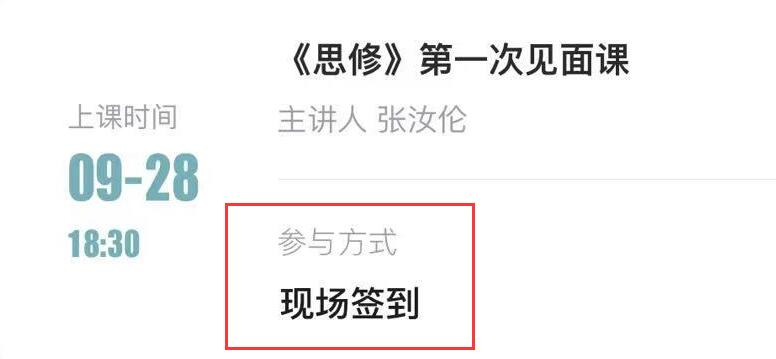 《思修》第一次见面课
主讲人 张汝伦
上课时间
09-28
18:30
参与方式
现场签到